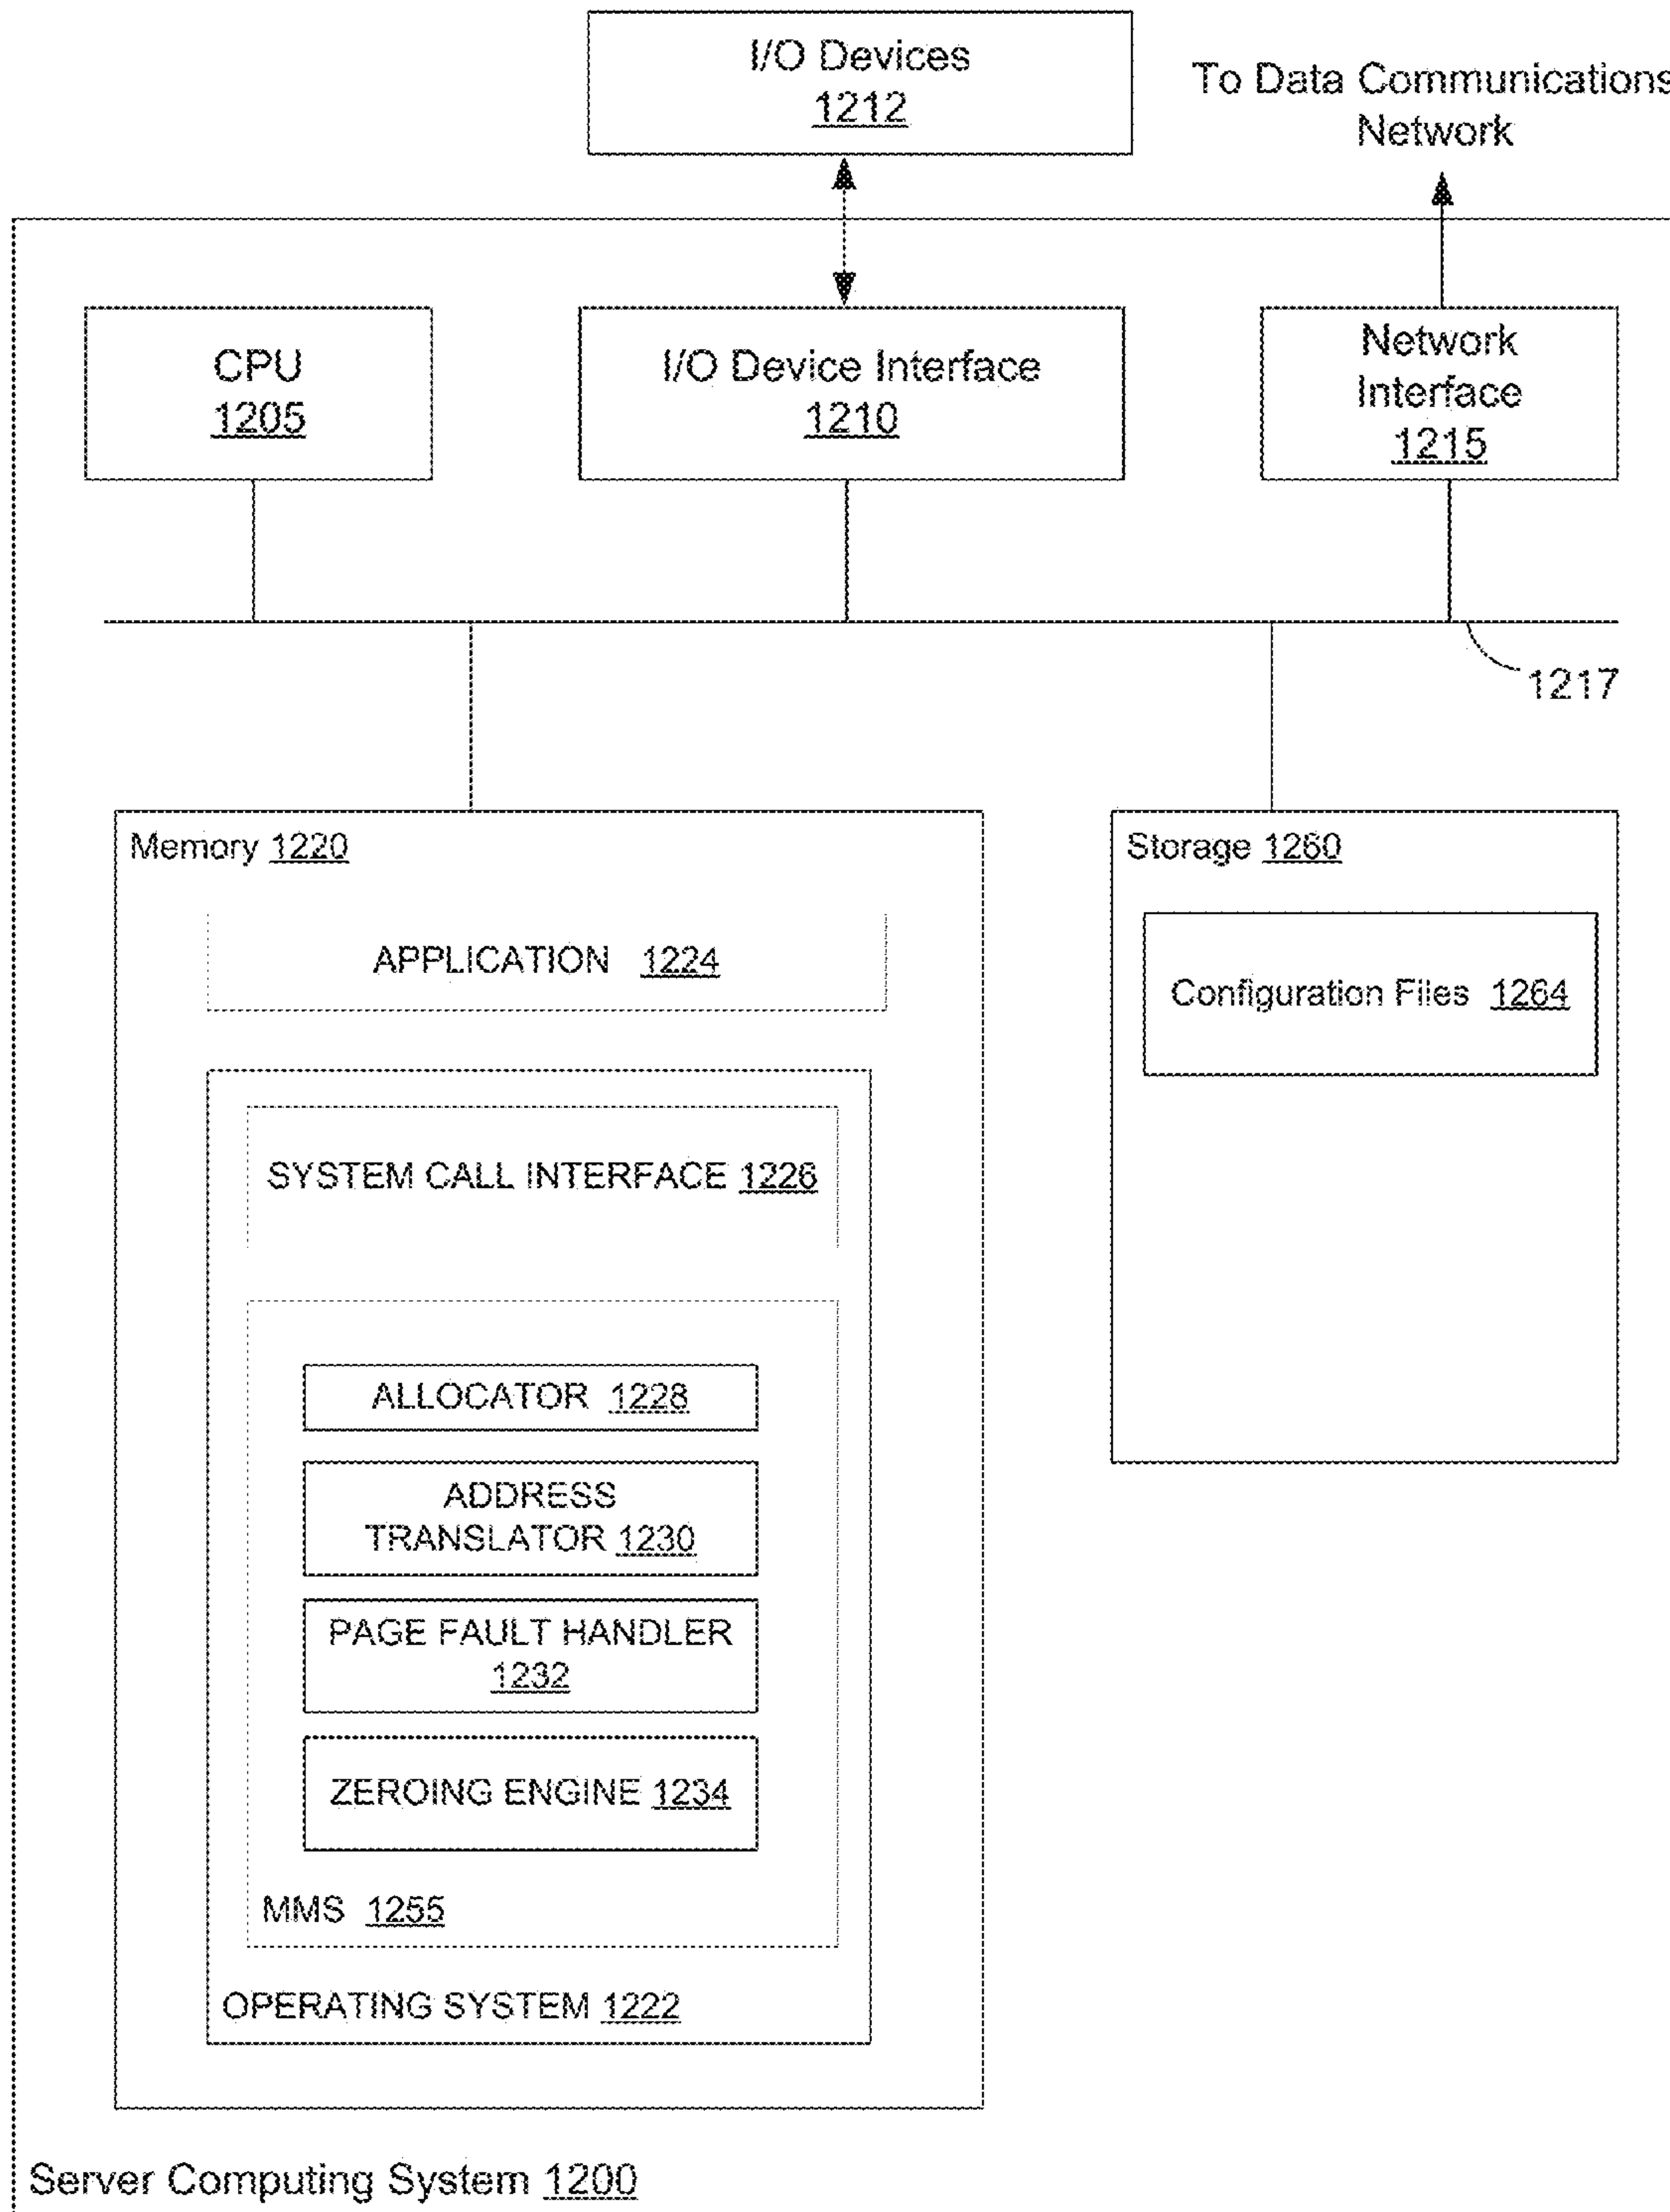 I/O Devices
1212
To Data Communications
Network
CPU
1205
I/O Device Interface
1210
Network
Interface
1215
1217
Memory 1220
APPLICATION 1224
SYSTEM CALL INTERFACE 1226
ALLOCATOR 1228
ADDRESS
TRANSLATOR 1230
PAGE FAULT HANDLER
1232
ZEROING ENGINE 1234
MMS 1255
OPERATING SYSTEM 1222
Storage 1260
Configuration Files 1264
Server Computing System 1200